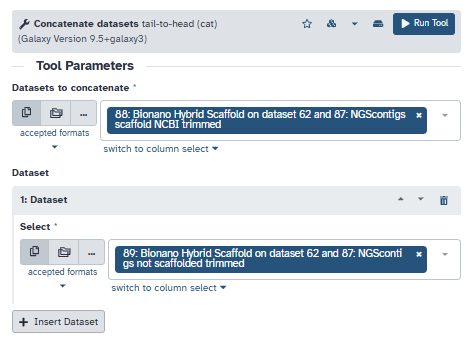 Concatenate datasets tail-to-head (cat)
(Galaxy Version 9.5+galaxy3)
Run Tool
Tool Parameters
Datasets to concatenate *
...
88: Bionano Hybrid Scaffold on dataset 62 and 87: NGScontigs
scaffold NCBI trimmed
×
accepted formats
switch to column select
Dataset
1: Dataset
Select *
...
89: Bionano Hybrid Scaffold on dataset 62 and 87: NGSconti
gs not scaffolded trimmed
×
accepted formats
switch to column select
+ Insert Dataset